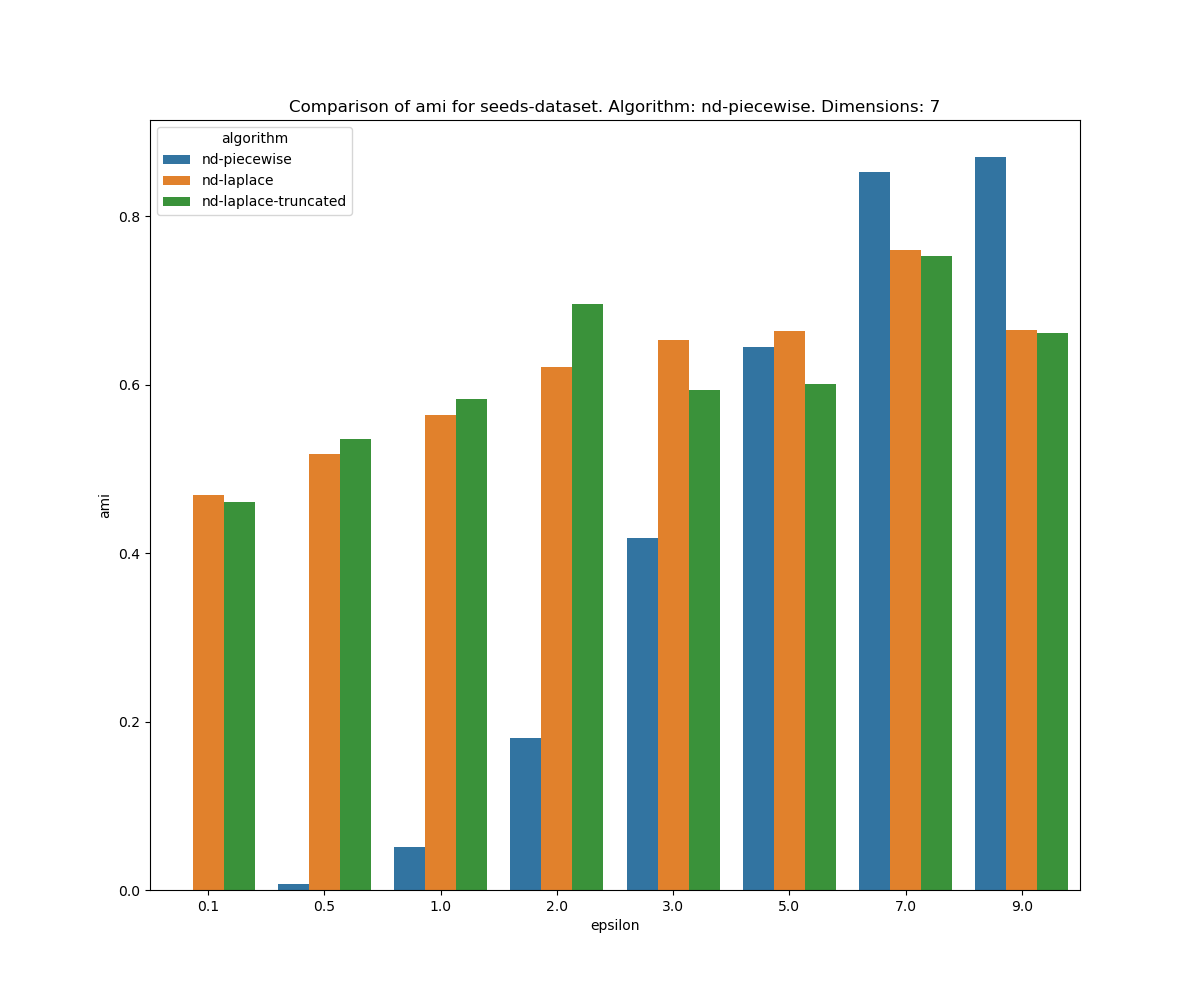 Comparison of ami for seeds-dataset. Algorithm: nd-piecewise. Dimensions: 7
algorithm
nd-piecewise
nd-laplace
nd-laplace-truncated
0.8
0.6
0.4
0.2
0.0
ami
0.1 0.5 1.0 2.0 3.0 5.0 7.0 9.0
epsilon